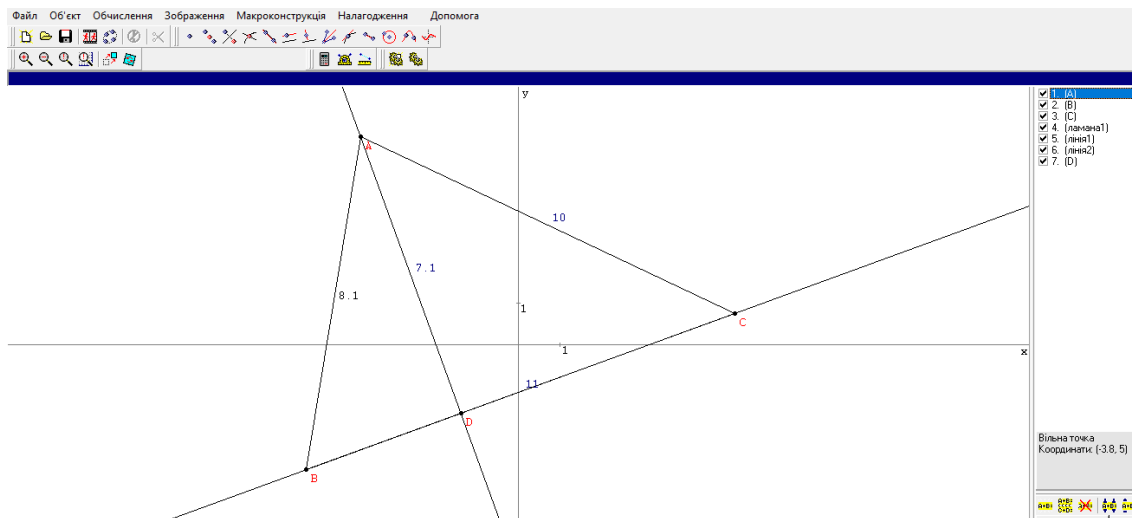 Файл Об'єкт Обчислення Зображення Макроконструкція Налагодження Допомога
y
A
10
7.1
8.1
1
C
1
x
11
D
B
1. (A)
2. (B)
3. (C)
4. (ламана1)
5. (лінія1)
6. (лінія2)
7. (D)
Вільна точка
Координати: (-3.8, 5)